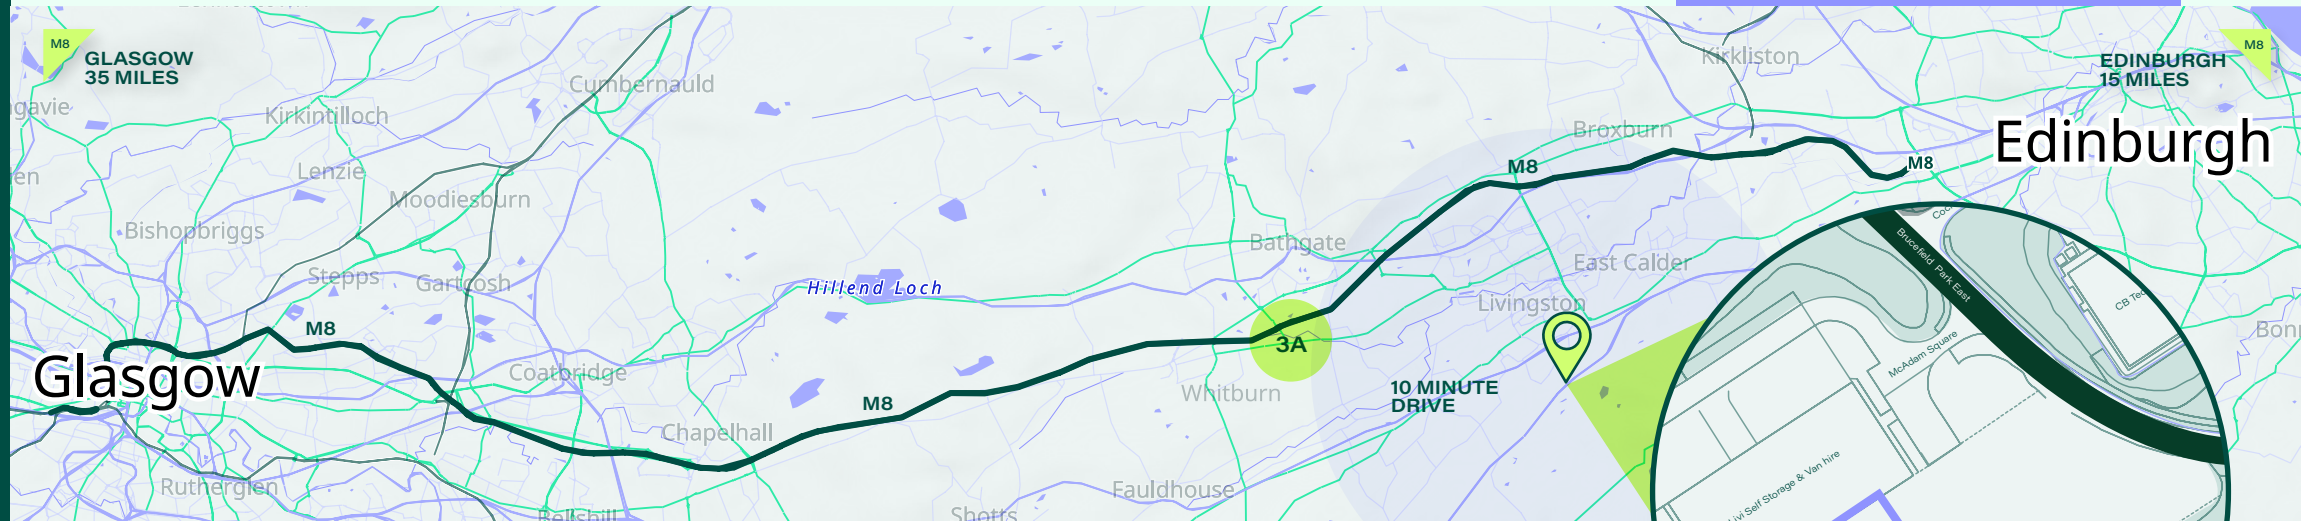 M8
GLASGOW
35 MILES
Cumbernauld
Kirkintilloch
Lenzie
Moodiesburn
Bishopbriggs
Stepps
Gartcosh
M8
Glasgow
Coatbridge
Chapelhall
Rutherglen
Bellshill
Hillend Loch
M8
Shotts
Fauldhouse
Whitburn
3A
Bathgate
10 MINUTE
DRIVE
Livingston
East Calder
Broxburn
M8
Kirkliston
M8
EDINBURGH
15 MILES
M8
Edinburgh
Brucefield Park East
McAdam Square
Livi Self Storage & Van hire